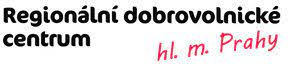 Regionální dobrovolnické
centrum
hl. m. Prahy